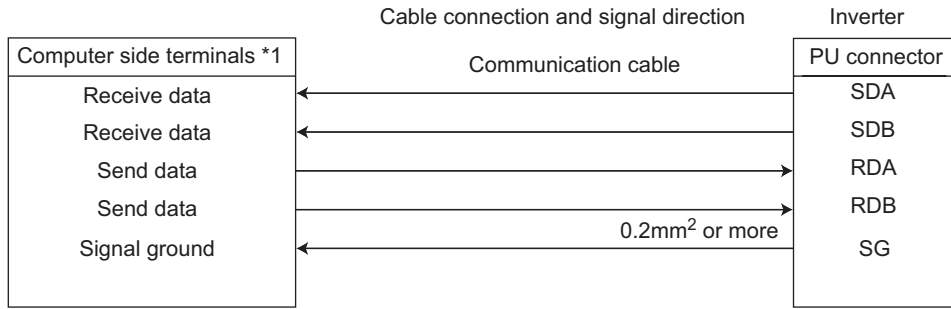 Cable connection and signal direction Inverter
Computer side terminals *1 Communication cable PU connector
Receive data SDA
Receive data SDB
Send data RDA
Send data RDB
0.2mm² or more
Signal ground SG